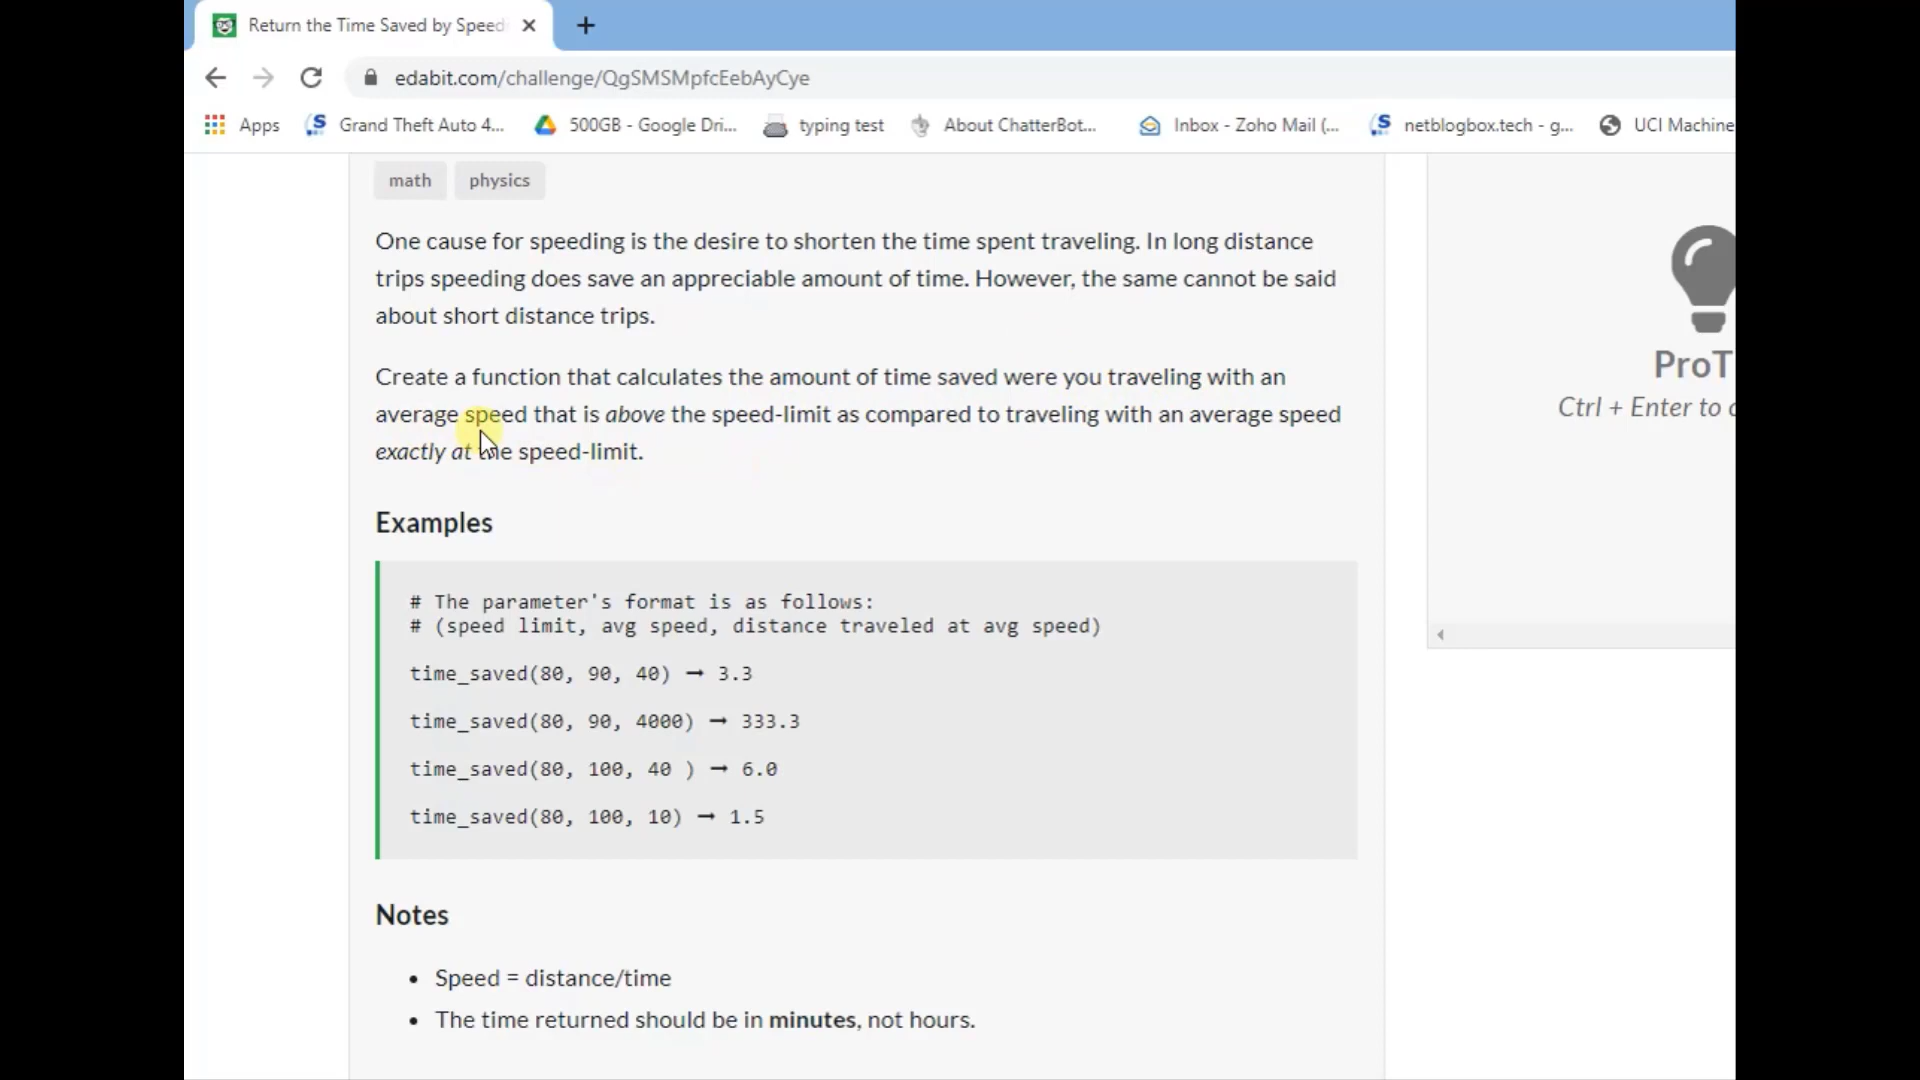 Return the Time Saved by Speed
edabit.com/challenge/QgSMSMpfcEebAyCye
Apps Grand Theft Auto 4... 500GB - Google Dri... typing test About ChatterBot... Inbox - Zoho Mail (... netblogbox.tech - g... UCI Machine
math physics
One cause for speeding is the desire to shorten the time spent traveling. In long distance
trips speeding does save an appreciable amount of time. However, the same cannot be said
about short distance trips.
Create a function that calculates the amount of time saved were you traveling with an
average speed that is above the speed-limit as compared to traveling with an average speed
exactly at the speed-limit.
Examples
# The parameter's format is as follows:
# (speed limit, avg speed, distance traveled at avg speed)
time_saved(80, 90, 40) ➞ 3.3
time_saved(80, 90, 4000) ➞ 333.3
time_saved(80, 100, 40 ) ➞ 6.0
time_saved(80, 100, 10) ➞ 1.5
Notes
• Speed = distance/time
• The time returned should be in minutes, not hours.
ProT
Ctrl + Enter to